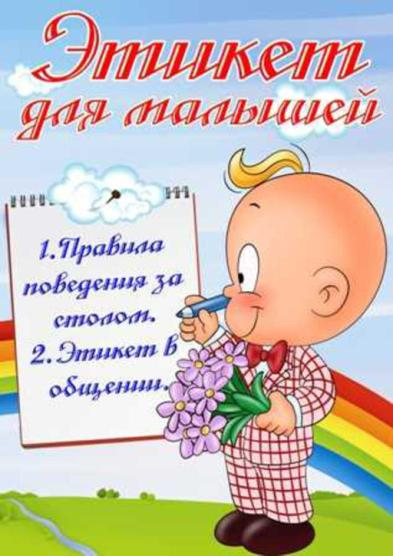 Этикет
для малышей
1.Правила
поведения за
столом.
2.Этикет в
общении.